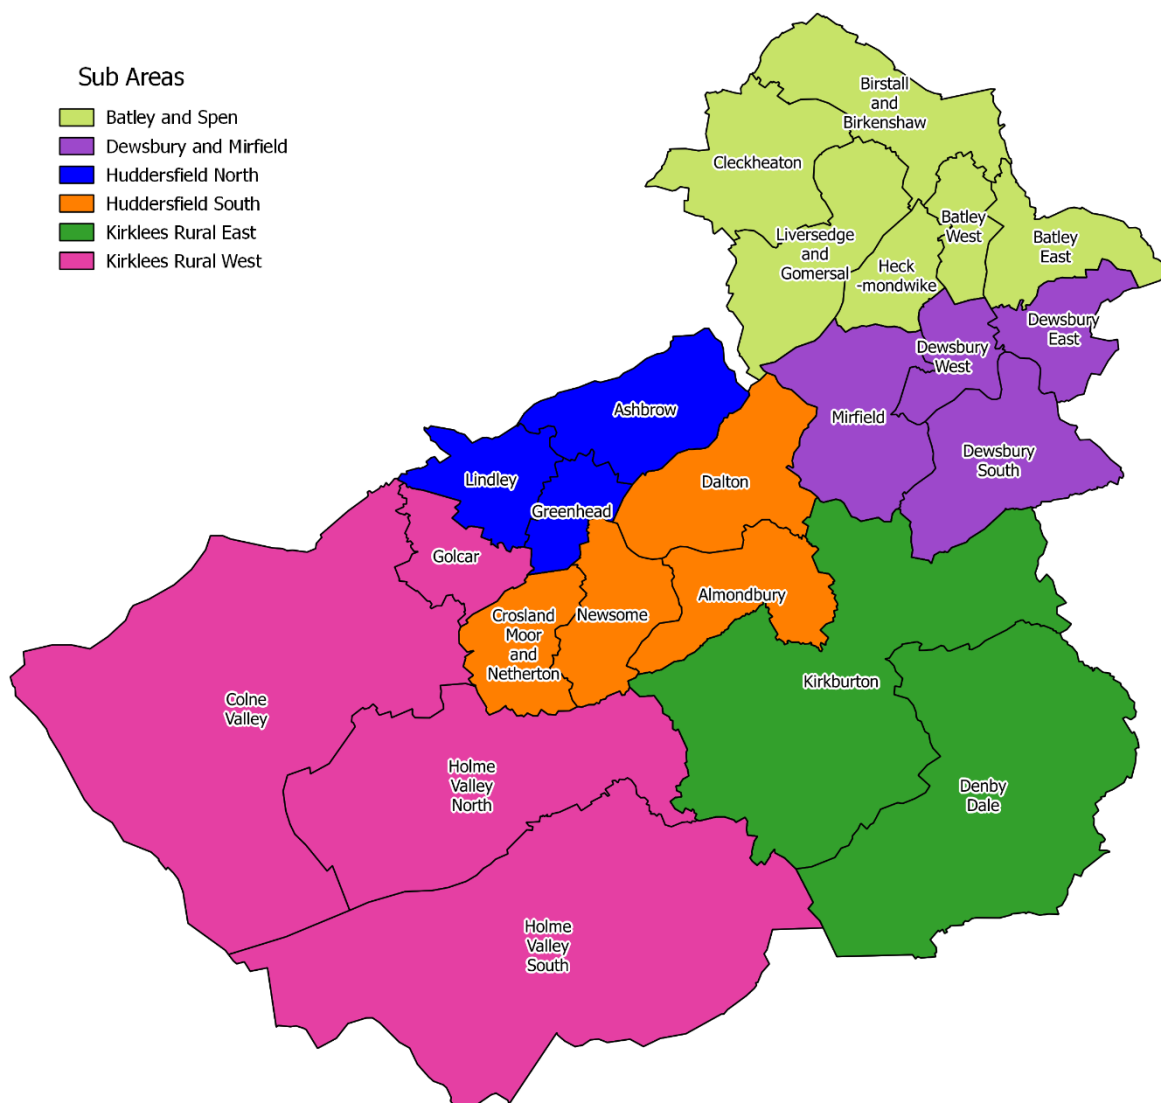 Sub Areas
Batley and Spen
Dewsbury and Mirfield
Huddersfield North
Huddersfield South
Kirklees Rural East
Kirklees Rural West
Birstall
and
Birkenshaw
Cleckheaton
Batley
West
Batley
East
Liversedge
and
Gomersal
Heck
-mondwike
Dewsbury
East
Dewsbury
West
Mirfield
Dewsbury
South
Ashbrow
Lindley
Greenhead
Dalton
Golcar
Almondbury
Newsome
Crosland
Moor
and
Netherton
Kirkburton
Colne
Valley
Holme
Valley
North
Denby
Dale
Holme
Valley
South